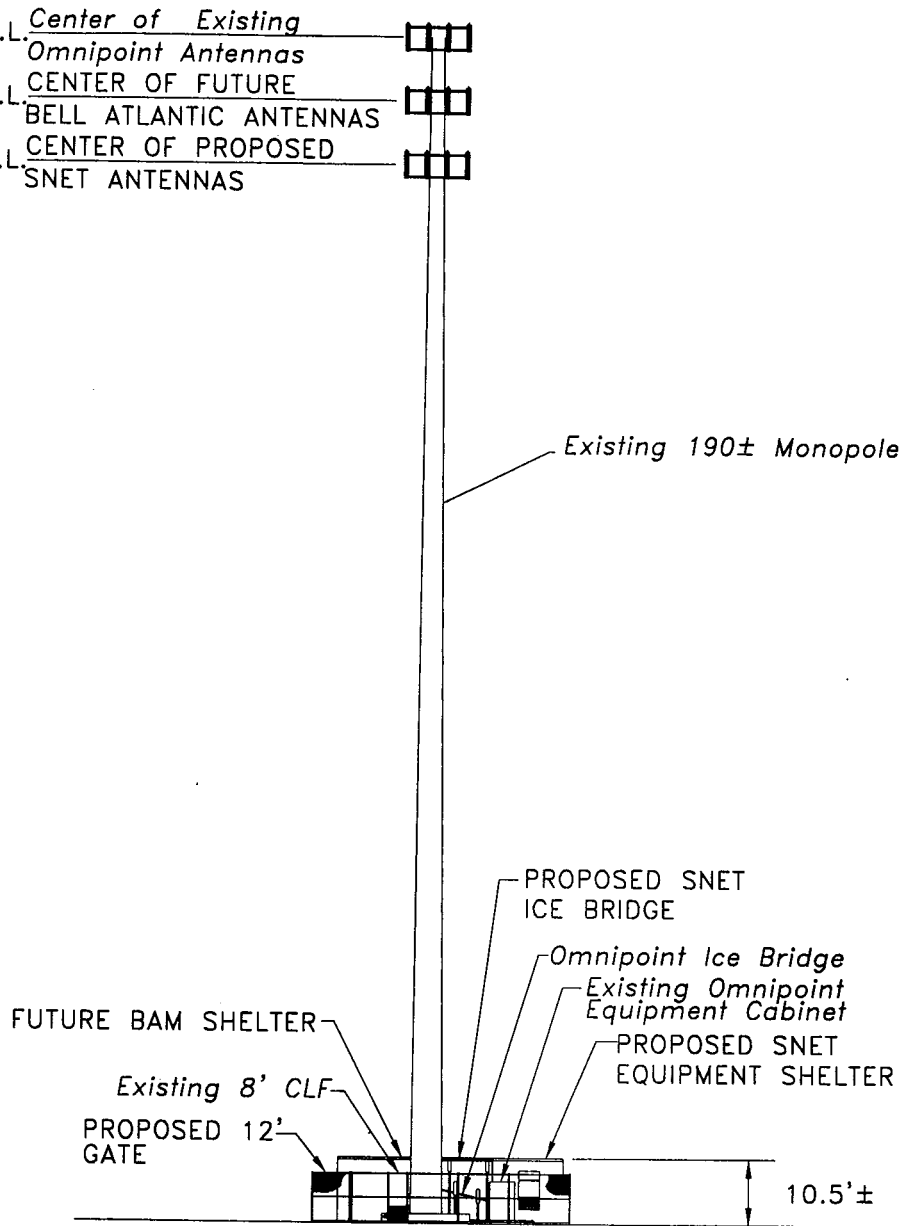 .L. Center of Existing
Omnipoint Antennas
.L. CENTER OF FUTURE
BELL ATLANTIC ANTENNAS
.L. CENTER OF PROPOSED
SNET ANTENNAS
Existing 190± Monopole
PROPOSED SNET
ICE BRIDGE
Omnipoint Ice Bridge
Existing Omnipoint
Equipment Cabinet
FUTURE BAM SHELTER
PROPOSED SNET
EQUIPMENT SHELTER
Existing 8' CLF
PROPOSED 12'
GATE
10.5'±